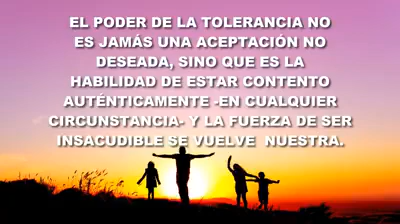 EL PODER DE LA TOLERANCIA NO
ES JAMÁS UNA ACEPTACIÓN NO
DESEADA, SINO QUE ES LA
HABILIDAD DE ESTAR CONTENTO
AUTÉNTICAMENTE -EN CUALQUIER
CIRCUNSTANCIA- Y LA FUERZA DE SER
INSACUDIBLE SE VUELVE NUESTRA.